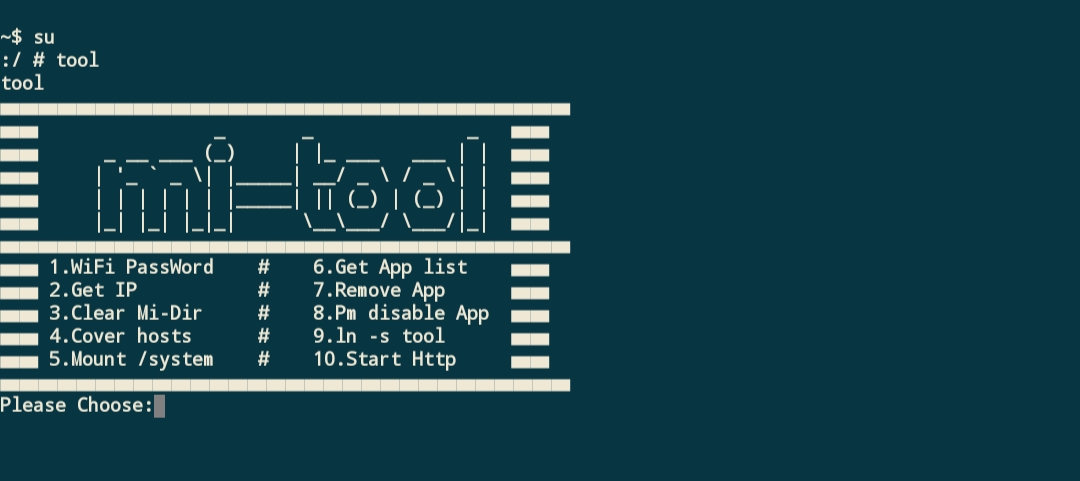 ~$ su
:/ # tool
tool
mi-tool
1.WiFi PassWord    #    6.Get App list
2.Get IP           #    7.Remove App
3.Clear Mi-Dir     #    8.Pm disable App
4.Cover hosts      #    9.ln -s tool
5.Mount /system    #    10.Start Http
Please Choose: